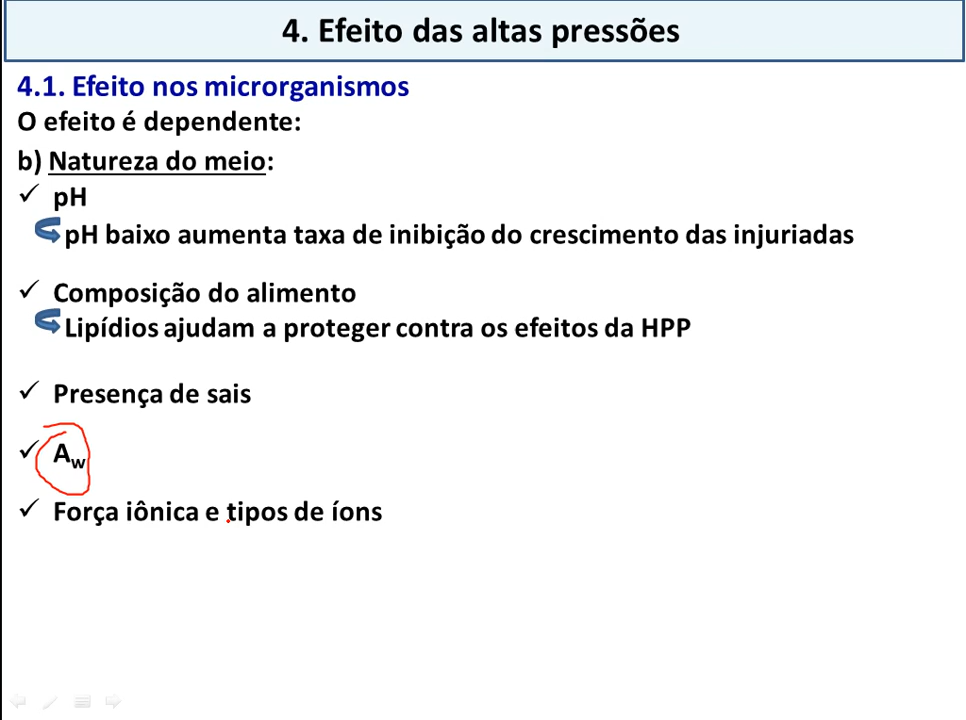 4. Efeito das altas pressões
4.1. Efeito nos microrganismos
O efeito é dependente:
b) Natureza do meio:
✓ pH
pH baixo aumenta taxa de inibição do crescimento das injuriadas
✓ Composição do alimento
Lipídios ajudam a proteger contra os efeitos da HPP
✓ Presença de sais
✓ Aw
✓ Força iônica e tipos de íons